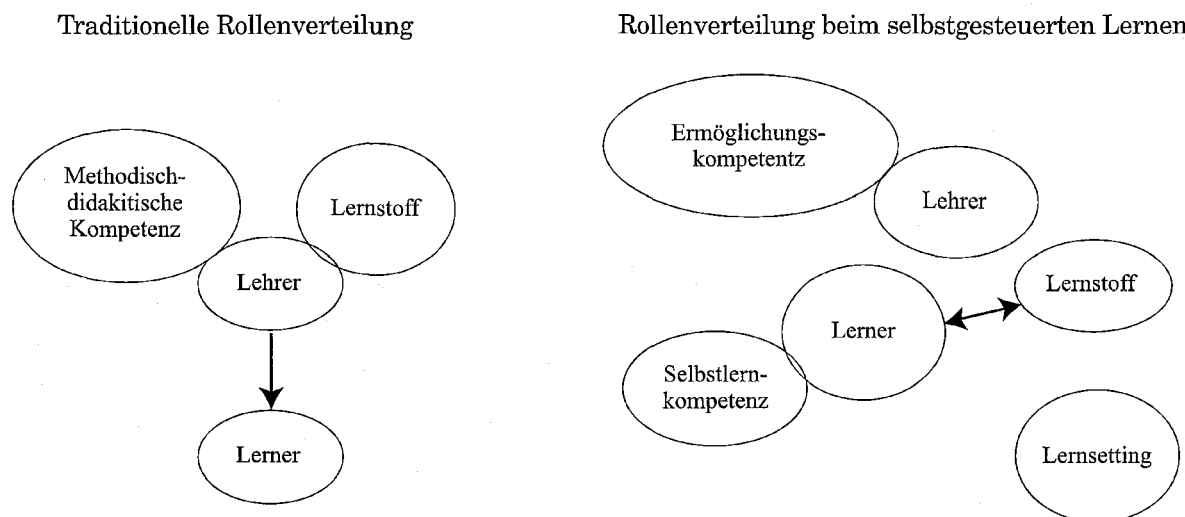 Traditionelle Rollenverteilung
Methodisch-
didakitische
Kompetenz
Lernstoff
Lehrer
Lerner
Rollenverteilung beim selbstgesteuerten Lernen
Ermöglichungs-
kompetentz
Lehrer
Lernstoff
Lerner
Selbstlern-
kompetenz
Lernsetting